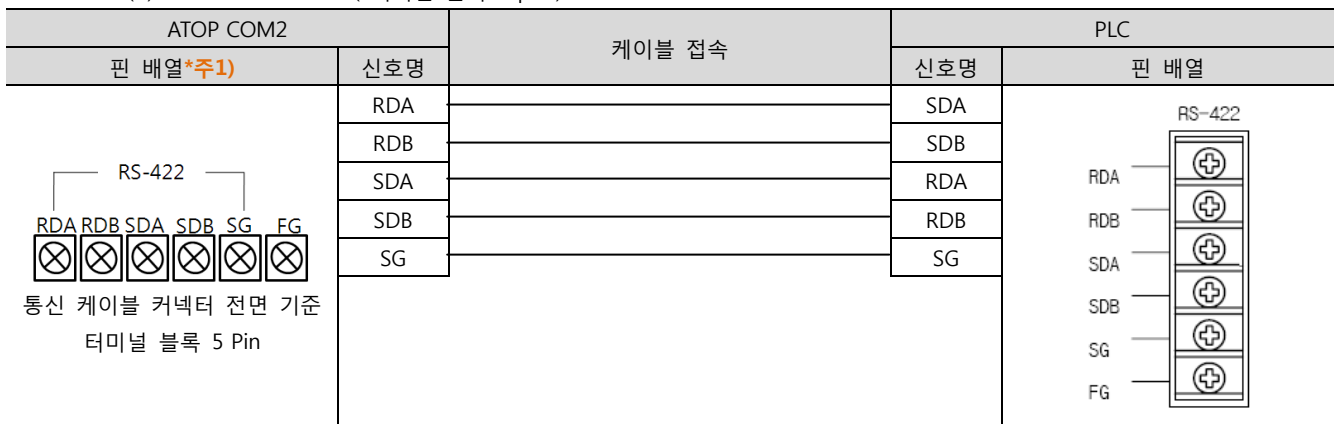 ATOP COM2 케이블 접속 PLC
핀 배열*주1) 신호명 신호명 핀 배열
RDA SDA
RDB SDB
SDA RDA
SDB RDB
SG SG
RS-422
RDA RDB SDA SDB SG FG
통신 케이블 커넥터 전면 기준
터미널 블록 5 Pin
RS-422
RDA
RDB
SDA
SDB
SG
FG